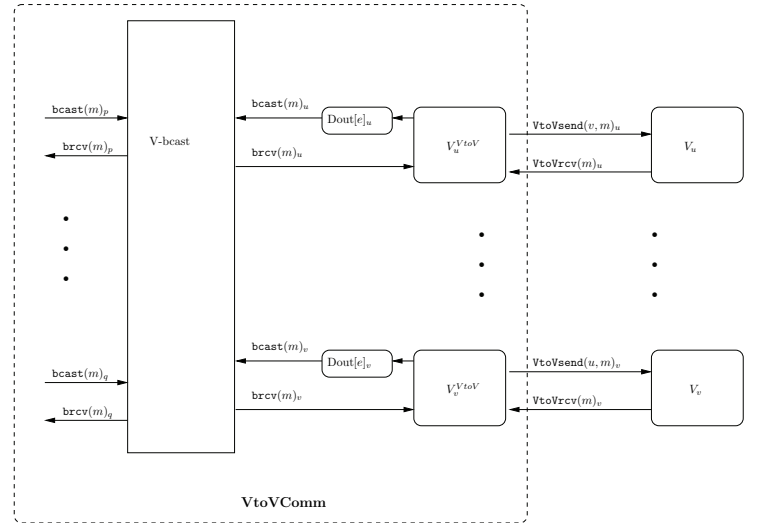 bcast(m)_u
bcast(m)_p
Dout[e]_u
VtoVsend(v, m)_u
V-bcast
V_u^{VtoV}
V_u
brcv(m)_p
brcv(m)_u
VtoVrcv(m)_u
bcast(m)_v
Dout[e]_v
VtoVsend(u, m)_v
bcast(m)_q
V_v^{VtoV}
V_v
brcv(m)_v
VtoVrcv(m)_v
brcv(m)_q
VtoVComm